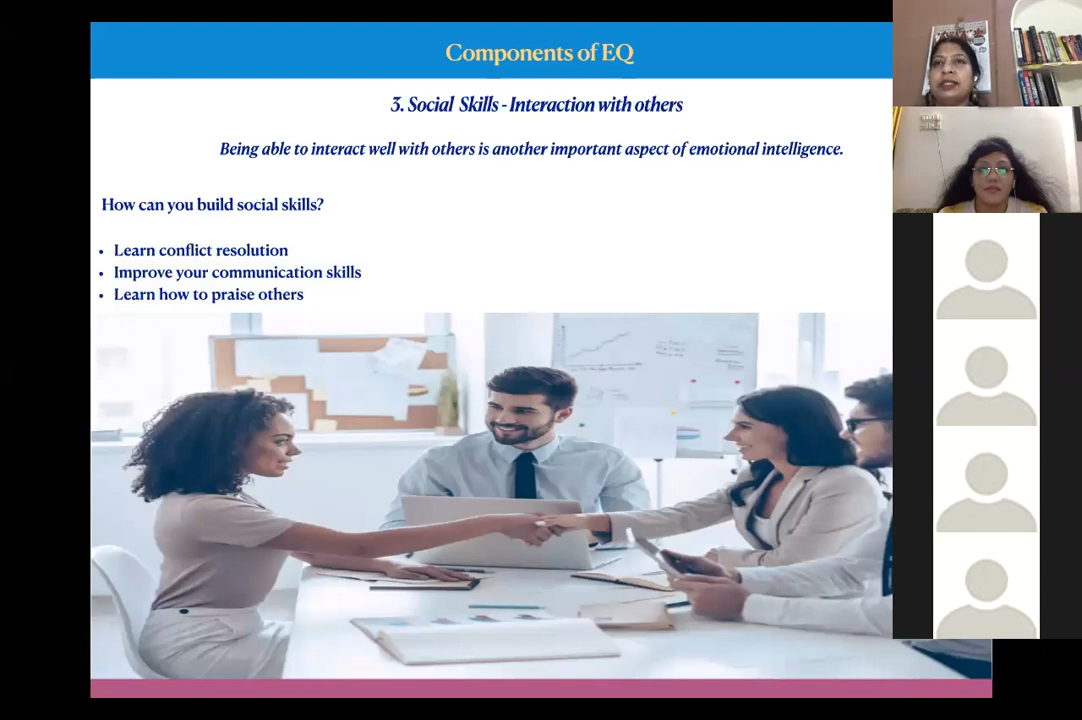 Components of EQ
3. Social Skills - Interaction with others
Being able to interact well with others is another important aspect of emotional intelligence.
How can you build social skills?
• Learn conflict resolution
• Improve your communication skills
• Learn how to praise others